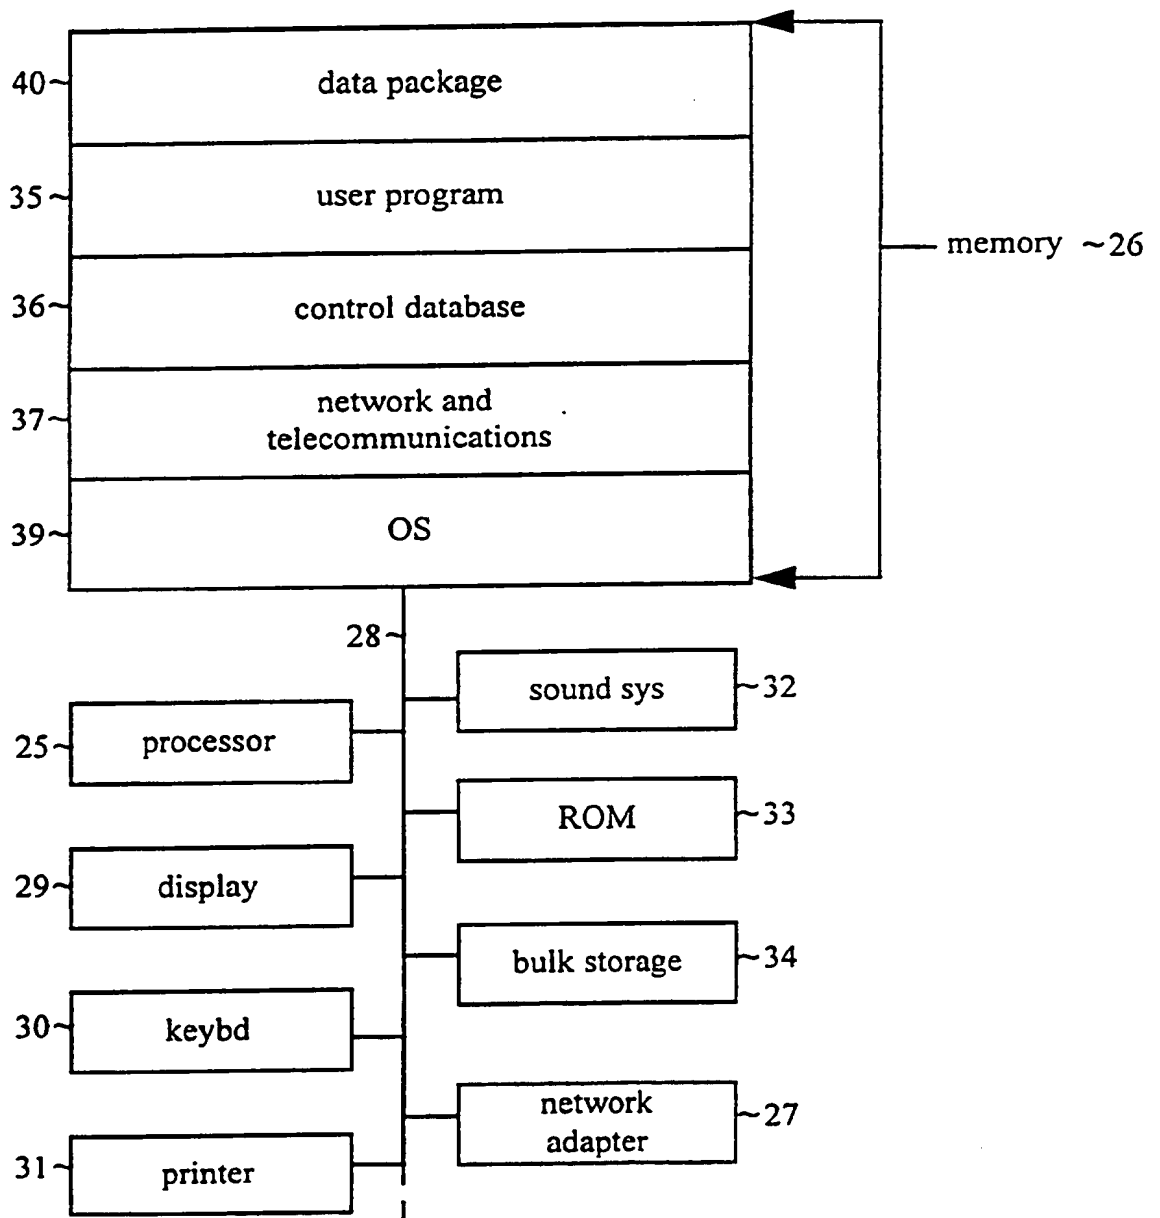 40~ data package
35~ user program
memory ~26
36~ control database
37~ network and
telecommunications
39~ OS
28~
sound sys ~32
25~ processor
ROM ~33
29~ display
bulk storage ~34
30~ keybd
network
adapter ~27
31~ printer